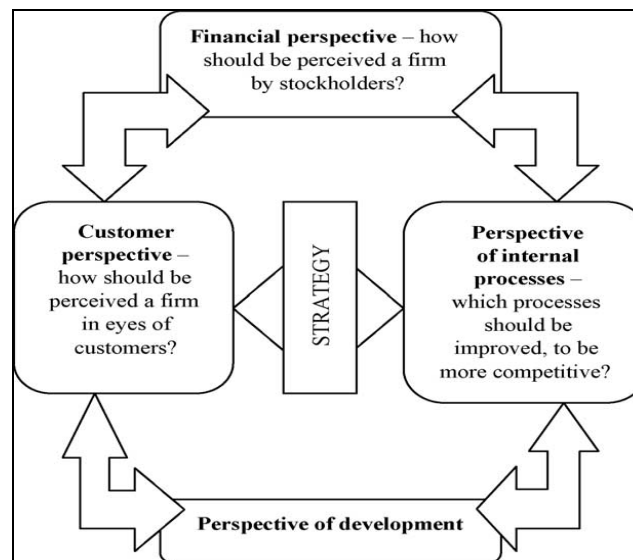 Financial perspective – how
should be perceived a firm
by stockholders?
Customer
perspective –
how should be
perceived a firm
in eyes of
customers?
STRATEGY
Perspective
of internal
processes –
which processes
should be
improved, to be
more competitive?
Perspective of development